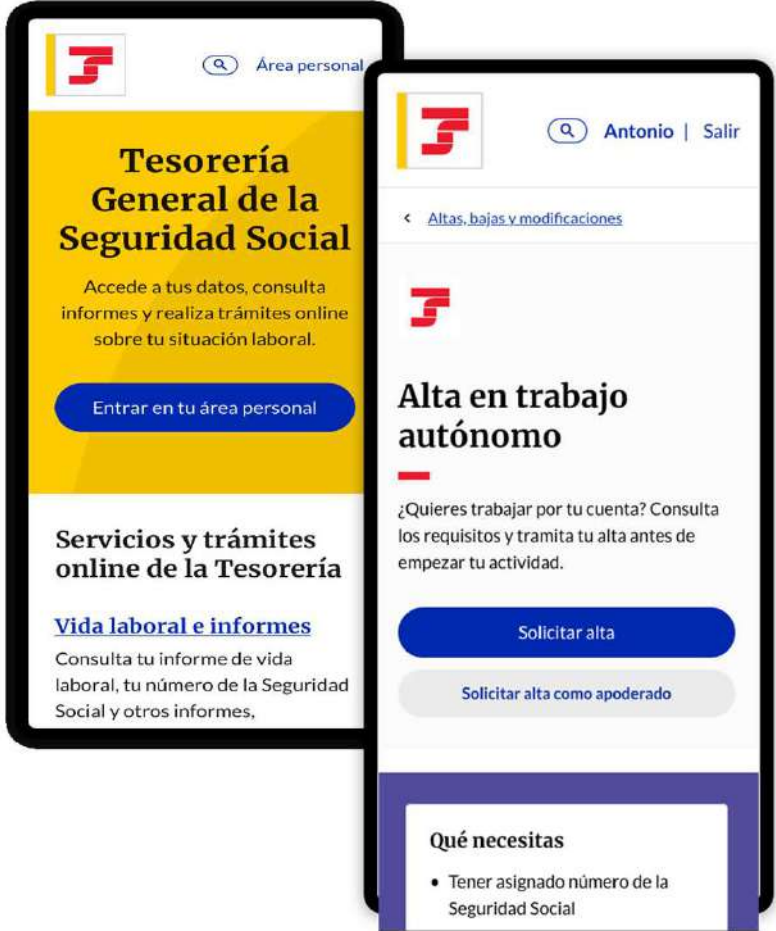 Área personal
Tesorería
General de la
Seguridad Social
Accede a tus datos, consulta
informes y realiza trámites online
sobre tu situación laboral.
Entrar en tu área personal
Servicios y trámites
online de la Tesorería
Vida laboral e informes
Consulta tu informe de vida
laboral, tu número de la Seguridad
Social y otros informes,
Antonio | Salir
< Altas, bajas y modificaciones
Alta en trabajo
autónomo
¿Quieres trabajar por tu cuenta? Consulta
los requisitos y tramita tu alta antes de
empezar tu actividad.
Solicitar alta
Solicitar alta como apoderado
Qué necesitas
• Tener asignado número de la
Seguridad Social